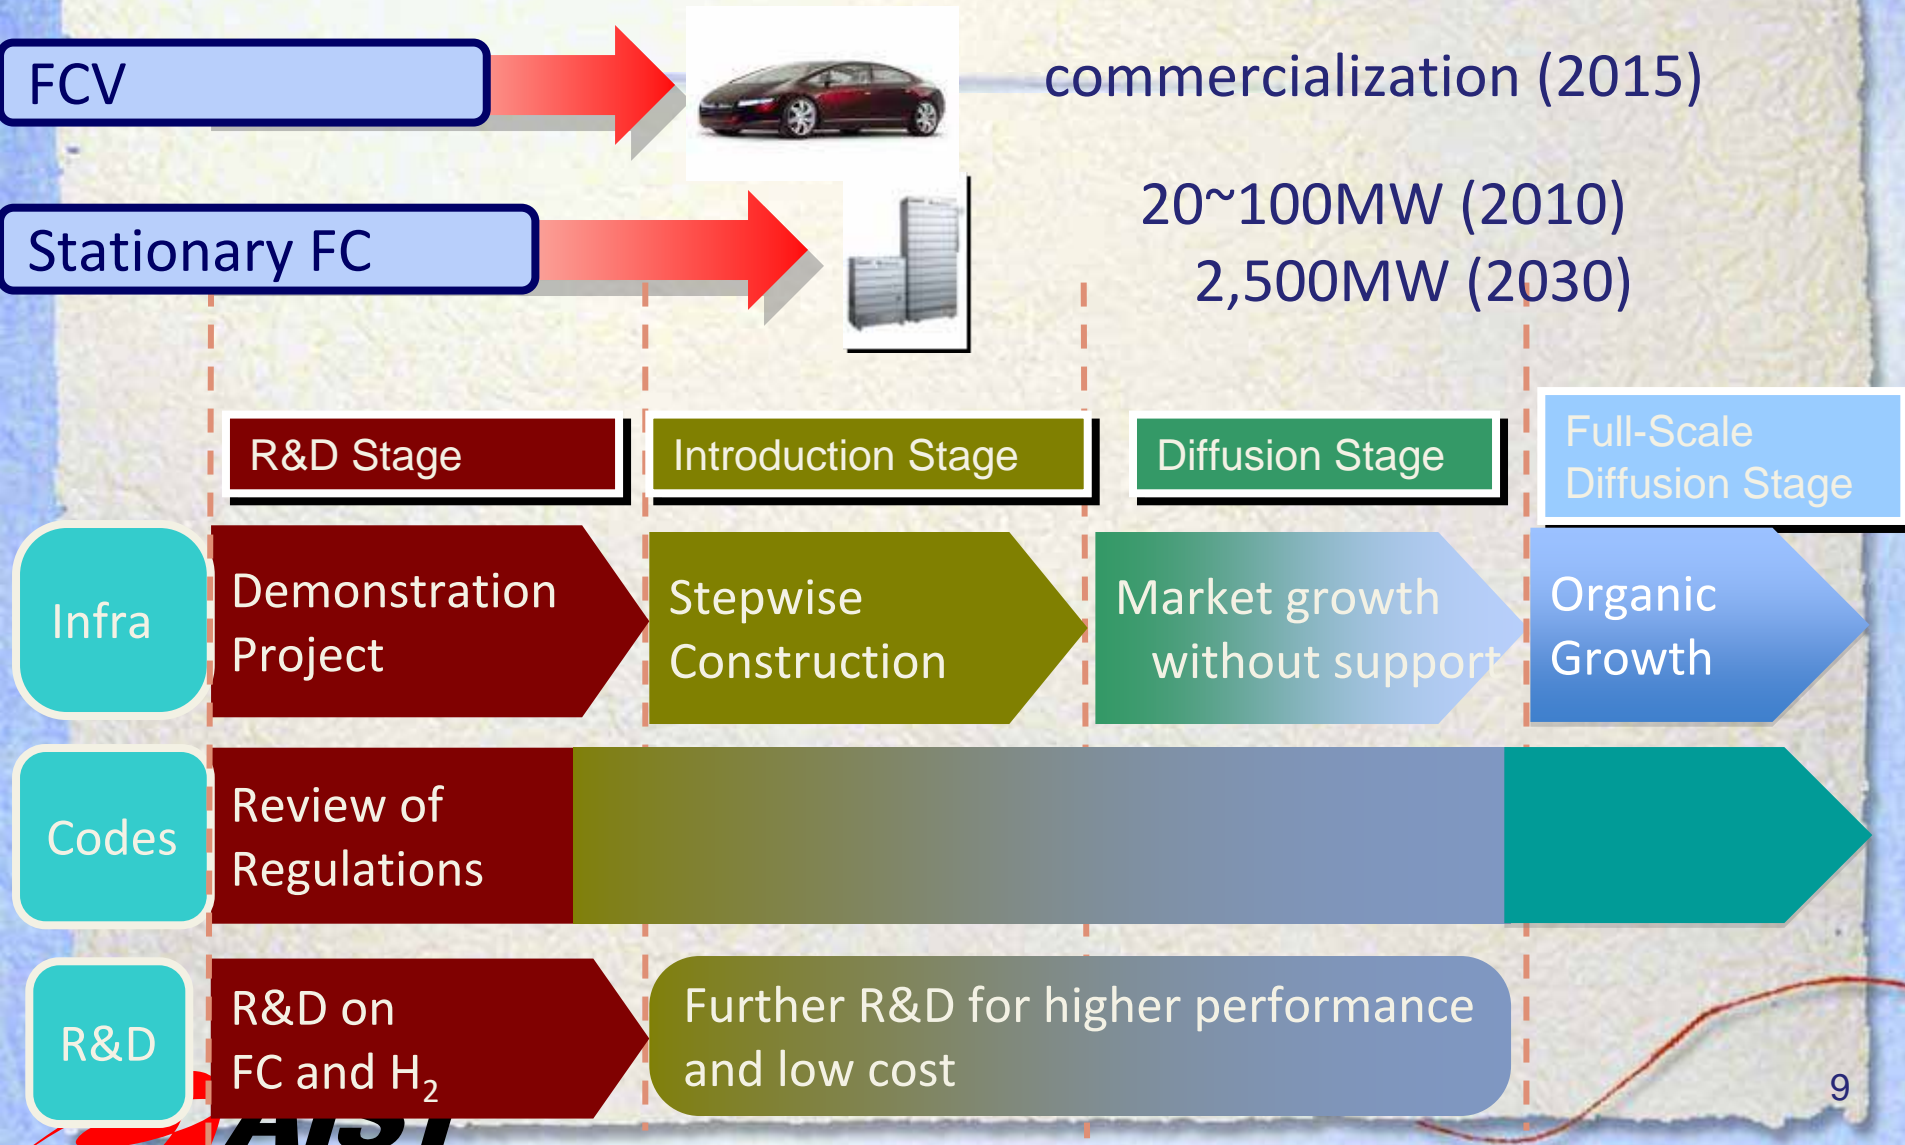 FCV
commercialization (2015)
Stationary FC
20~100MW (2010)
2,500MW (2030)
R&D Stage
Introduction Stage
Diffusion Stage
Full-Scale
Diffusion Stage
Infra
Demonstration
Project
Stepwise
Construction
Market growth
without support
Organic
Growth
Codes
Review of
Regulations
R&D
R&D on
FC and H₂
Further R&D for higher performance
and low cost
9
AIST